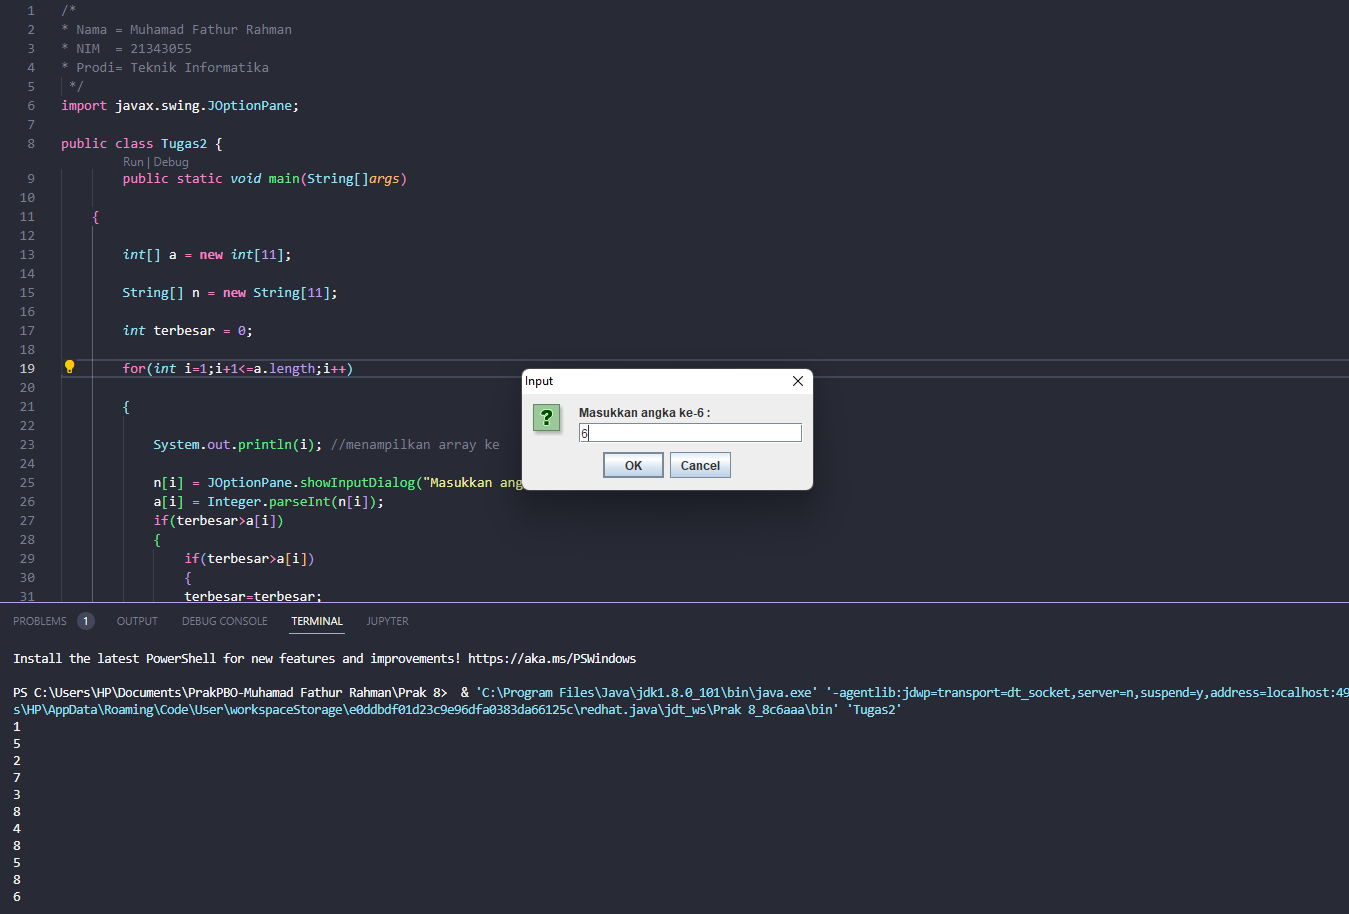 1 /*
2 * Nama = Muhamad Fathur Rahman
3 * NIM  = 21343055
4 * Prodi= Teknik Informatika
5 */
6 import javax.swing.JOptionPane;
7
8 public class Tugas2 {
Run | Debug
9 public static void main(String[]args)
10
11 {
12
13 int[] a = new int[11];
14
15 String[] n = new String[11];
16
17 int terbesar = 0;
18
19 for(int i=1;i+1<=a.length;i++)
20
21 {
22
23 System.out.println(i); //menampilkan array ke
24
25 n[i] = JOptionPane.showInputDialog("Masukkan ang
26 a[i] = Integer.parseInt(n[i]);
27 if(terbesar>a[i])
28 {
29 if(terbesar>a[i])
30 {
31 terbesar=terbesar;
Input
Masukkan angka ke-6 :
6
OK Cancel
PROBLEMS 1 OUTPUT DEBUG CONSOLE TERMINAL JUPYTER
Install the latest PowerShell for new features and improvements! https://aka.ms/PSWindows
PS C:\Users\HP\Documents\PrakPBO-Muhamad Fathur Rahman\Prak 8>  & 'C:\Program Files\Java\jdk1.8.0_101\bin\java.exe' '-agentlib:jdwp=transport=dt_socket,server=n,suspend=y,address=localhost:49
s\HP\AppData\Roaming\Code\User\workspaceStorage\e0ddbdf01d23c9e96dfa0383da66125c\redhat.java\jdt_ws\Prak 8_8c6aaa\bin' 'Tugas2'
1
5
2
7
3
8
4
8
5
8
6